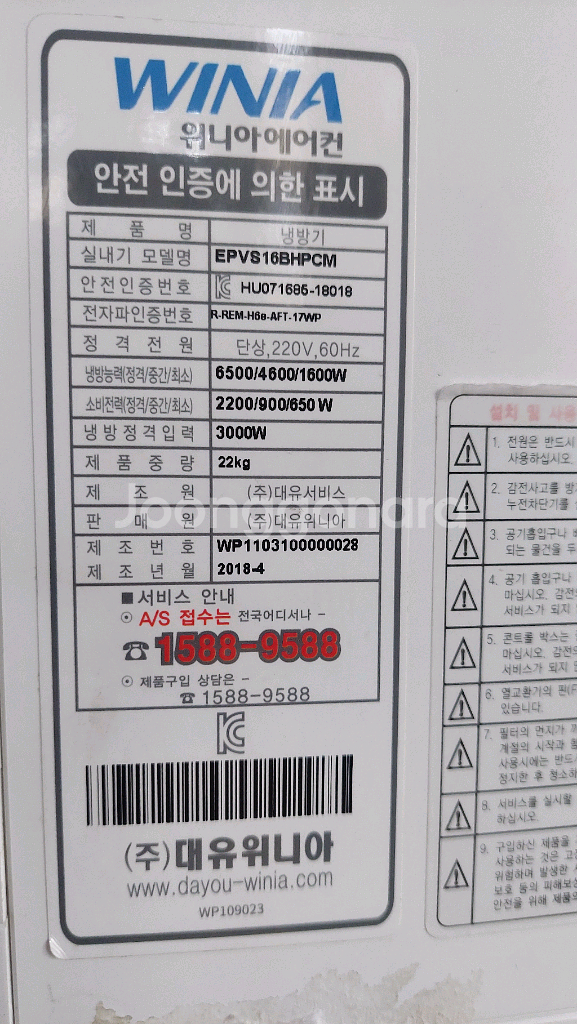 WINIA
위니아에어컨
안전 인증에 의한 표시
제 품 명 냉방기
실내기 모델명 EPVS16BHPCM
안전인증번호 HU071685-18018
전자파인증번호 R-REM-H6e-AFT-17WP
정 격 전 원 단상,220V,60Hz
냉방능력(정격/중간/최소) 6500/4600/1600W
소비전력(정격/중간/최소) 2200/900/650W
냉방정격입력 3000W
제 품 중 량 22kg
제 조 원 (주)대유서비스
판 매 원 (주)대유위니아
Joonggonara
제 조 번 호 WP1103100000028
제 조 년 월 2018-4
■ 서비스 안내
⊙ A/S 접수는 전국어디서나 -
☎ 1588-9588
⊙ 제품구입 상담은 -
☎ 1588-9588
(주)대유위니아
www.dayou-winia.com
WP109023
설치 및 사용
1. 전원은 반드시
사용하십시오.
2. 감전사고를 방
누전차단기를
3. 공기흡입구나
되는 물건을 두
4. 공기 흡입구나
마십시오. 감전
서비스가 되지
5. 콘트롤 박스는
마십시오. 감전
서비스가 되지
6. 열교환기의 핀(F
있습니다.
7. 필터의 먼지가
계절의 시작과
사용시에는 반드시
정지한 후 청소하
8. 서비스를 실시할
하십시오.
9. 구입하신 제품을
사용하는 것은 고
위험하며 발생한
보호 등의 피해보상
안전을 위해 제품의